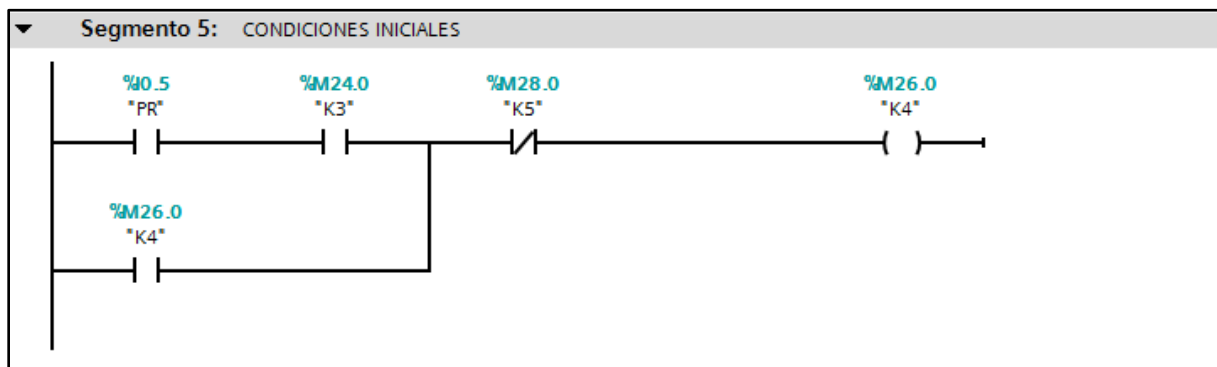 Segmento 5: CONDICIONES INICIALES
%I0.5 %M24.0 %M28.0 %M26.0
"PR" "K3" "K5" "K4"
%M26.0
"K4"